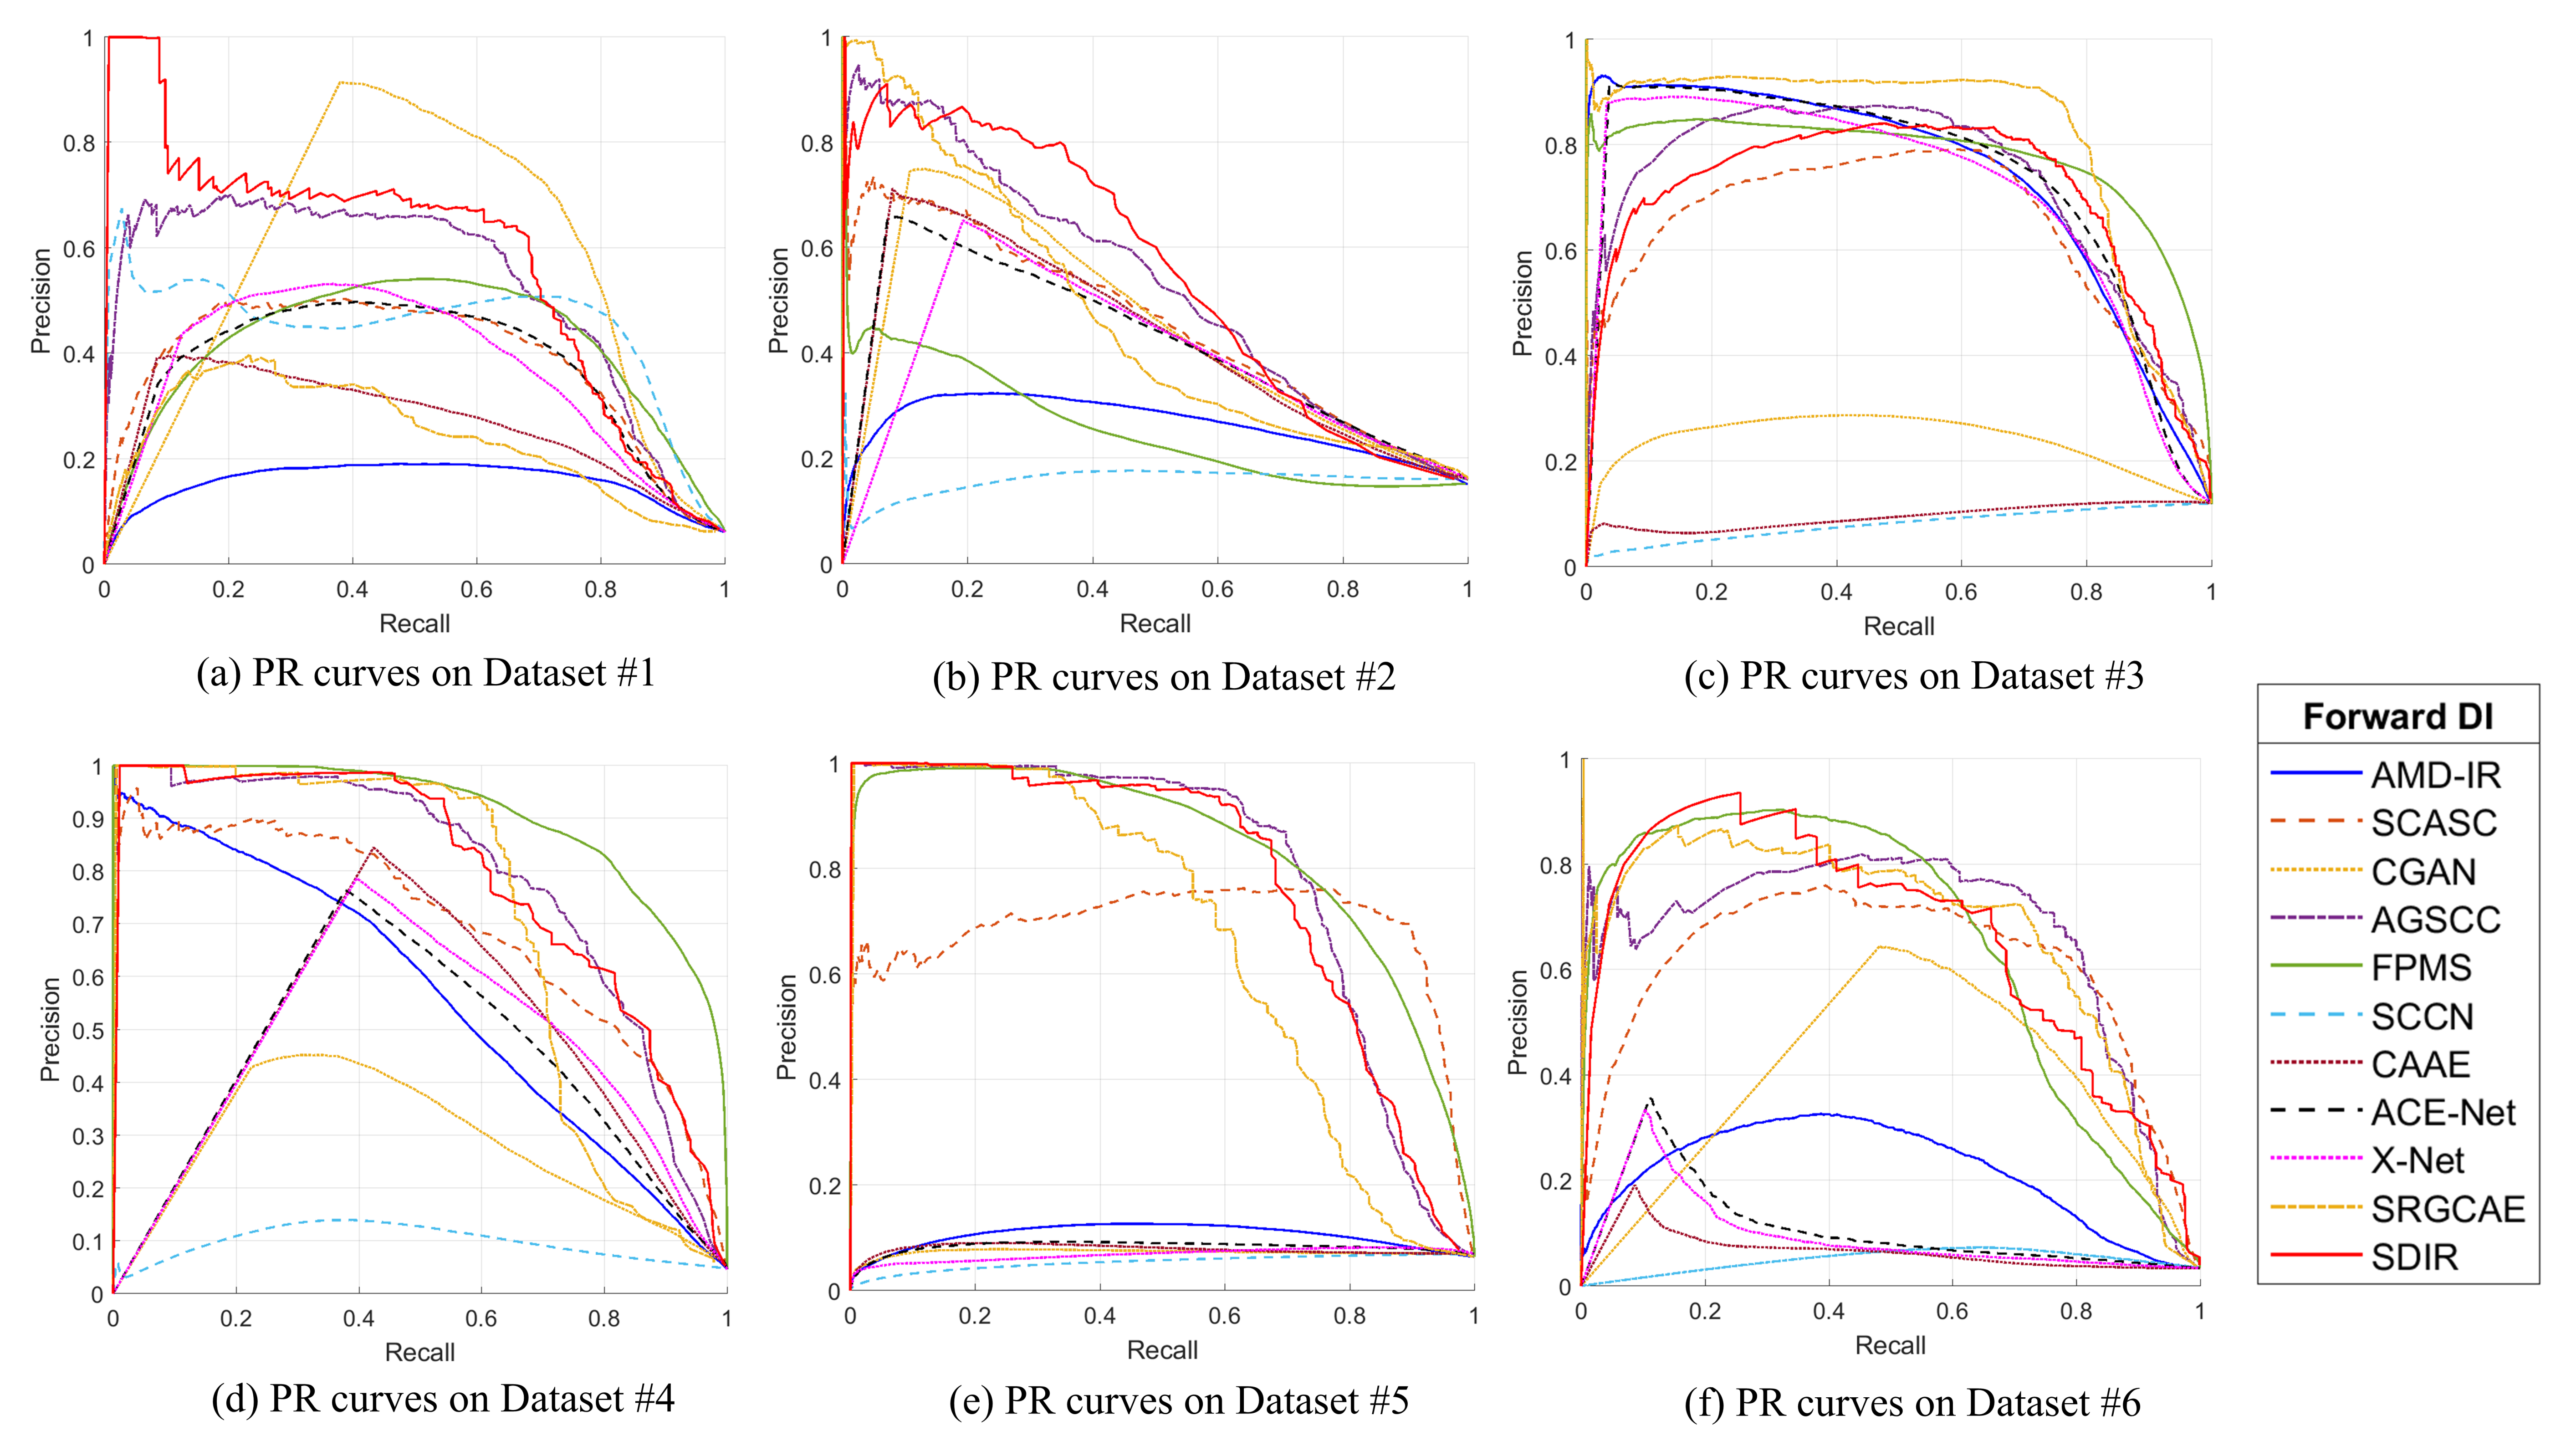 1
0.8
0.6
0.4
0.2
0
Precision
0 0.2 0.4 0.6 0.8 1
Recall
(a) PR curves on Dataset #1
1
0.8
0.6
0.4
0.2
0
Precision
0 0.2 0.4 0.6 0.8 1
Recall
(b) PR curves on Dataset #2
1
0.8
0.6
0.4
0.2
0
Precision
0 0.2 0.4 0.6 0.8 1
Recall
(c) PR curves on Dataset #3
1
0.9
0.8
0.7
0.6
0.5
0.4
0.3
0.2
0.1
0
Precision
0 0.2 0.4 0.6 0.8 1
Recall
(d) PR curves on Dataset #4
1
0.8
0.6
0.4
0.2
0
Precision
0 0.2 0.4 0.6 0.8 1
Recall
(e) PR curves on Dataset #5
1
0.8
0.6
0.4
0.2
0
Precision
0 0.2 0.4 0.6 0.8 1
Recall
(f) PR curves on Dataset #6
Forward DI
AMD-IR
SCASC
CGAN
AGSCC
FPMS
SCCN
CAAE
ACE-Net
X-Net
SRGCAE
SDIR